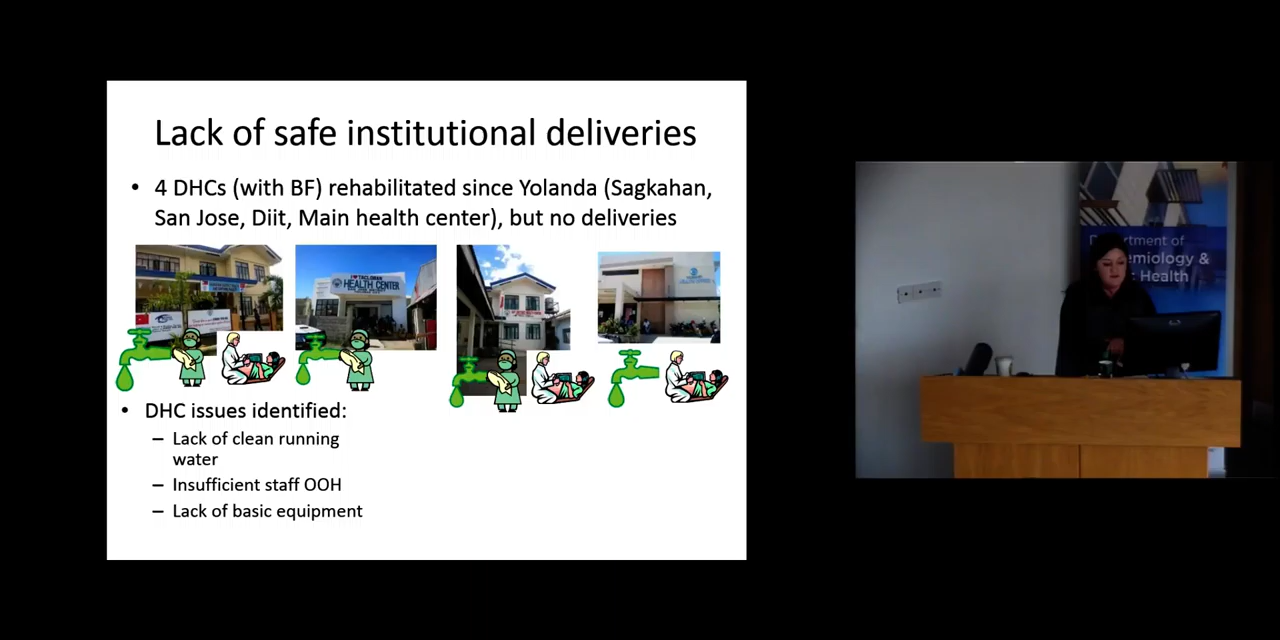 Lack of safe institutional deliveries
• 4 DHCs (with BF) rehabilitated since Yolanda (Sagkahan,
San Jose, Diit, Main health center), but no deliveries
HEALTH CENTER
• DHC issues identified:
– Lack of clean running
water
– Insufficient staff OOH
– Lack of basic equipment
Department of
& Health